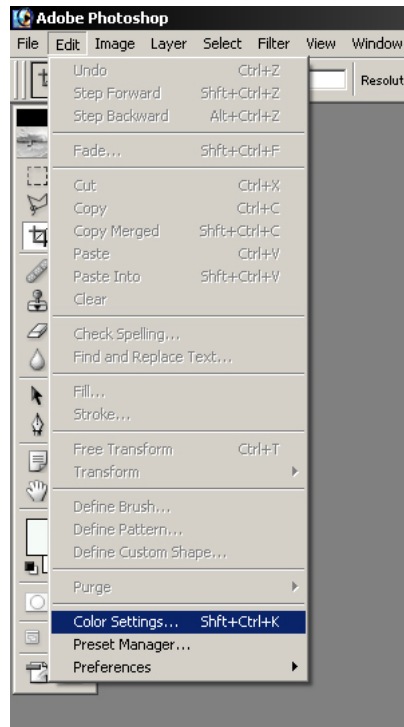 Adobe Photoshop
File Edit Image Layer Select Filter View Window
Resolut
Undo Ctrl+Z
Step Forward Shft+Ctrl+Z
Step Backward Alt+Ctrl+Z
Fade... Shft+Ctrl+F
Cut Ctrl+X
Copy Ctrl+C
Copy Merged Shft+Ctrl+C
Paste Ctrl+V
Paste Into Shft+Ctrl+V
Clear
Check Spelling...
Find and Replace Text...
Fill...
Stroke...
Free Transform Ctrl+T
Transform
Define Brush...
Define Pattern...
Define Custom Shape...
Purge
Color Settings... Shft+Ctrl+K
Preset Manager...
Preferences